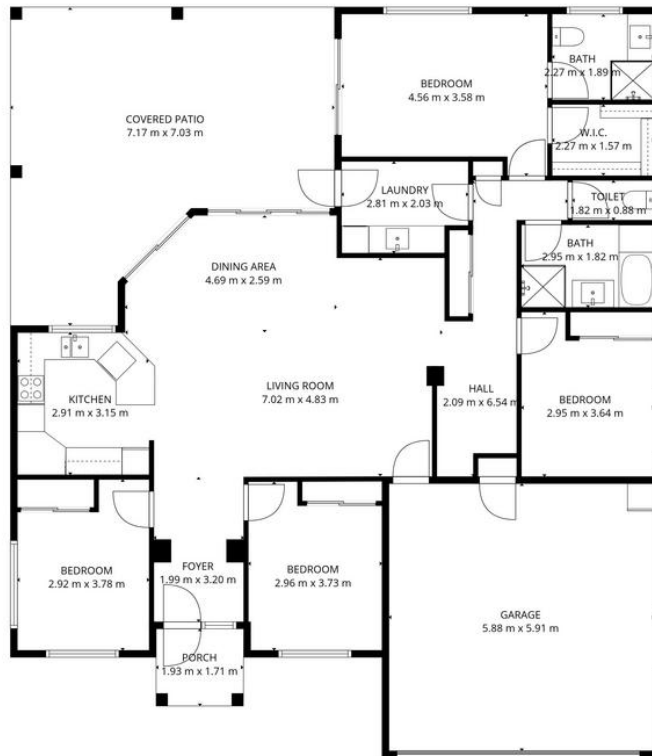 BEDROOM
4.56 m x 3.58 m
BATH
2.27 m x 1.89 m
COVERED PATIO
7.17 m x 7.03 m
W.I.C.
2.27 m x 1.57 m
LAUNDRY
2.81 m x 2.03 m
TOILET
1.82 m x 0.88 m
BATH
2.95 m x 1.82 m
DINING AREA
4.69 m x 2.59 m
LIVING ROOM
7.02 m x 4.83 m
HALL
2.09 m x 6.54 m
KITCHEN
2.91 m x 3.15 m
BEDROOM
2.95 m x 3.64 m
BEDROOM
2.92 m x 3.78 m
FOYER
1.99 m x 3.20 m
BEDROOM
2.96 m x 3.73 m
GARAGE
5.88 m x 5.91 m
PORCH
1.93 m x 1.71 m